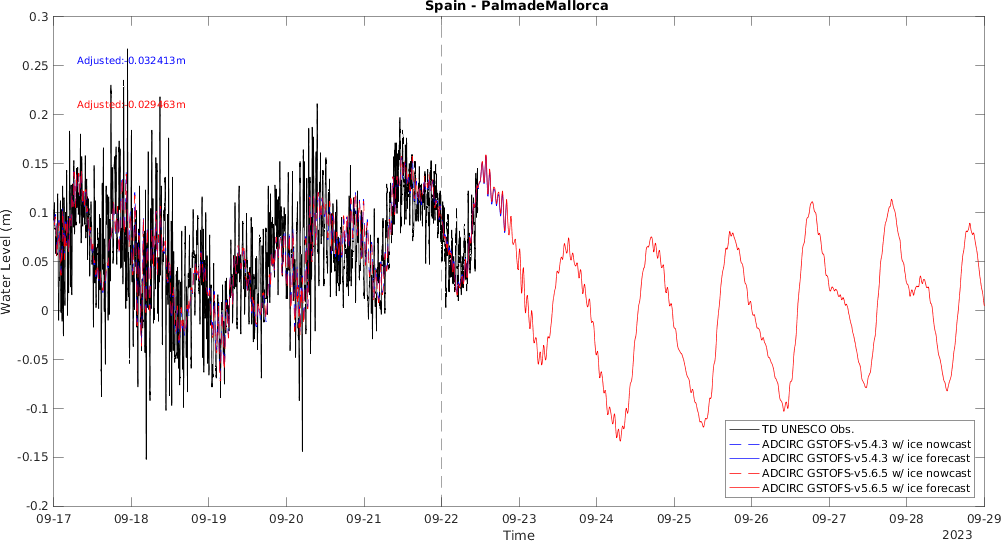 Spain - PalmadeMallorca
0.3
0.25
0.2
0.15
0.1
0.05
0
-0.05
-0.1
-0.15
-0.2
Water Level (m)
Adjusted:-0.032413m
Adjusted:-0.029463m
TD UNESCO Obs.
ADCIRC GSTOFS-v5.4.3 w/ ice nowcast
ADCIRC GSTOFS-v5.4.3 w/ ice forecast
ADCIRC GSTOFS-v5.6.5 w/ ice nowcast
ADCIRC GSTOFS-v5.6.5 w/ ice forecast
09-17 09-18 09-19 09-20 09-21 09-22 09-23 09-24 09-25 09-26 09-27 09-28 09-29
Time
2023